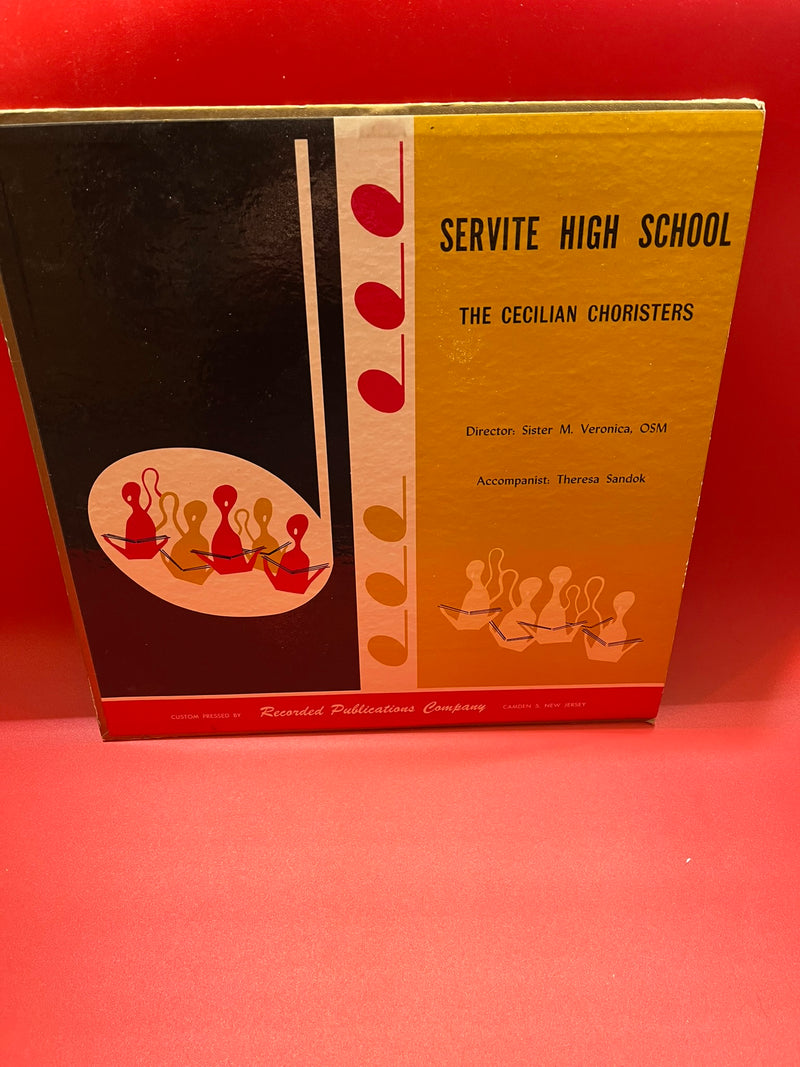 SERVITE HIGH SCHOOL
THE CECILIAN CHORISTERS
Director: Sister M. Veronica, OSM
Accompanist: Theresa Sandok
CUSTOM PRESSED BY Recorded Publications Company CAMDEN 5, NEW JERSEY